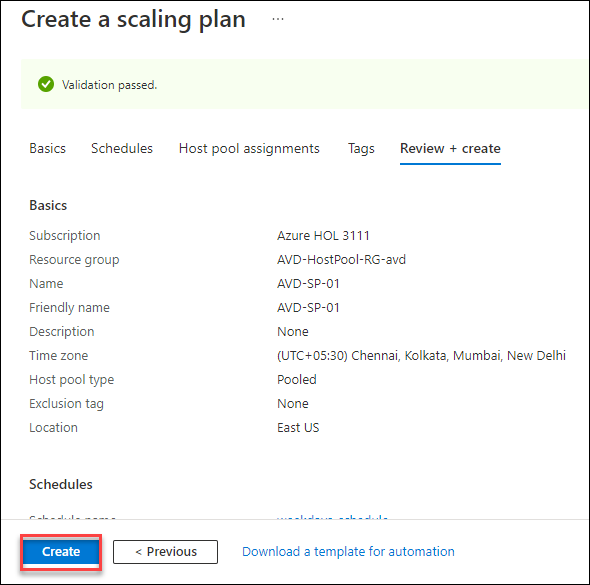 Create a scaling plan ...
Validation passed.
Basics Schedules Host pool assignments Tags Review + create
Basics
Subscription Azure HOL 3111
Resource group AVD-HostPool-RG-avd
Name AVD-SP-01
Friendly name AVD-SP-01
Description None
Time zone (UTC+05:30) Chennai, Kolkata, Mumbai, New Delhi
Host pool type Pooled
Exclusion tag None
Location East US
Schedules
Schedule name weekdays_schedule
Create < Previous Download a template for automation